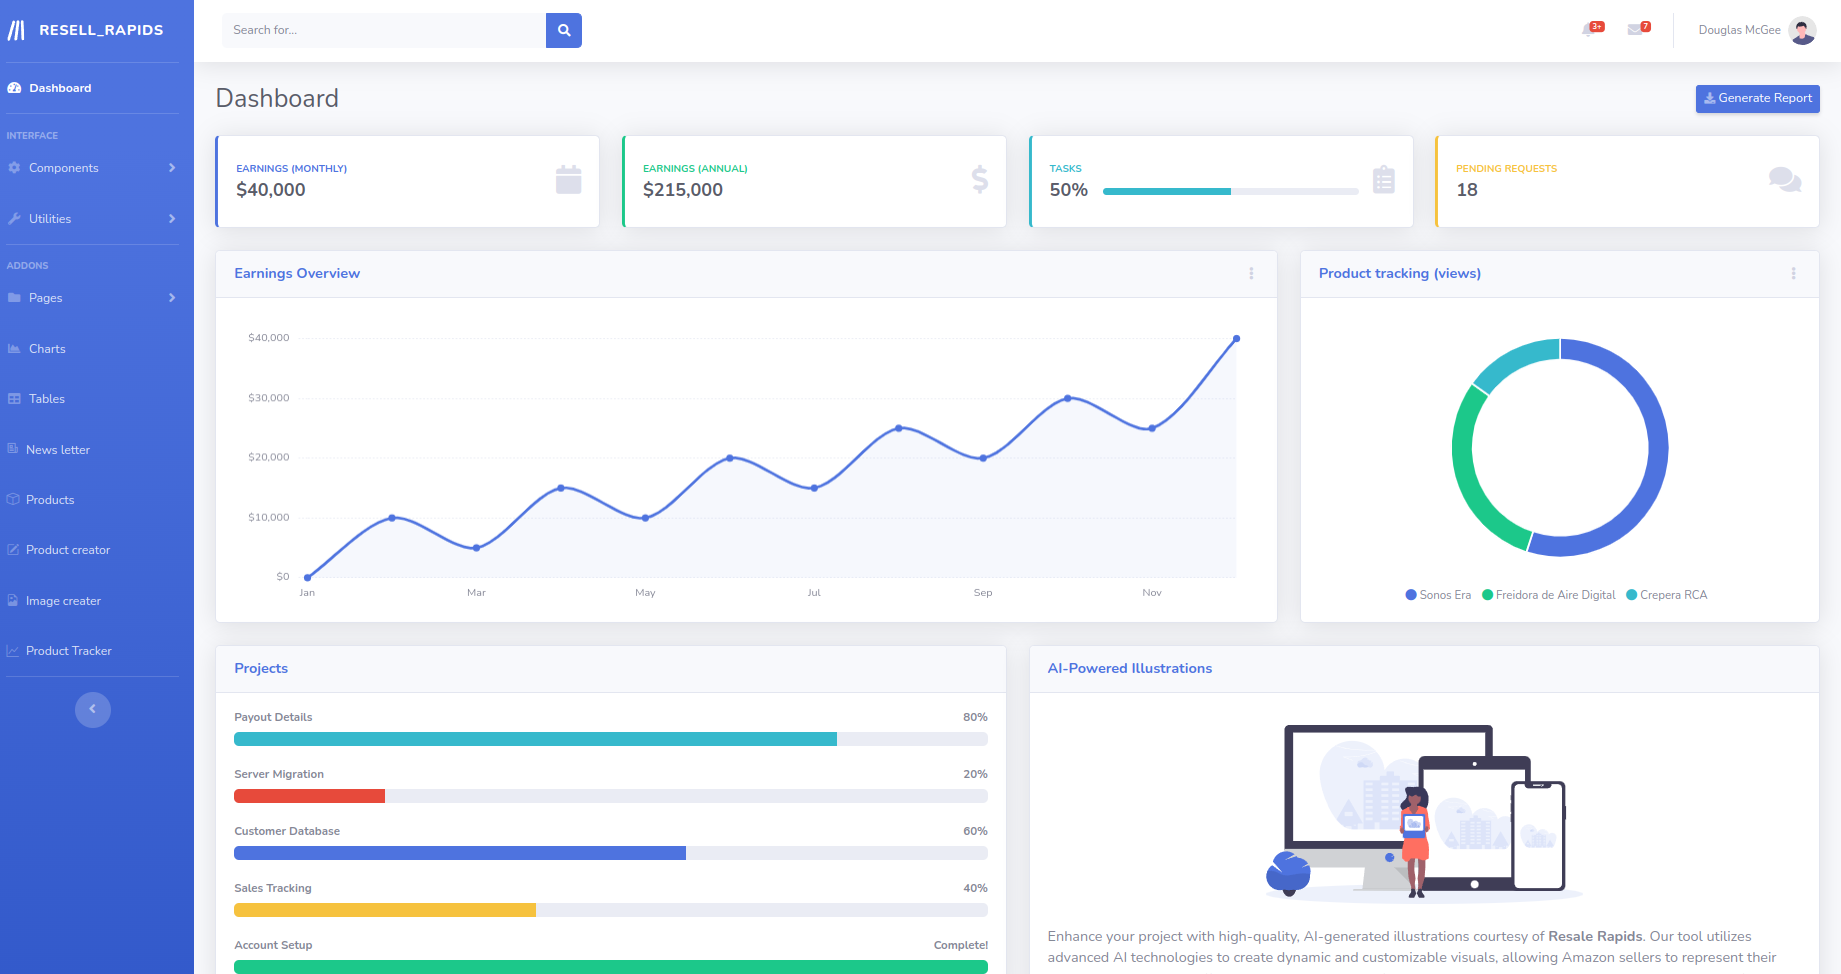 RESELL_RAPIDS
Search for...
3+
7
Douglas McGee
Dashboard
INTERFACE
Components
Utilities
ADDONS
Pages
Charts
Tables
News letter
Products
Product creator
Image creater
Product Tracker
Dashboard
Generate Report
EARNINGS (MONTHLY)
$40,000
EARNINGS (ANNUAL)
$215,000
TASKS
50%
PENDING REQUESTS
18
Earnings Overview
$40,000
$30,000
$20,000
$10,000
$0
Jan Mar May Jul Sep Nov
Product tracking (views)
Sonos Era Freidora de Aire Digital Crepera RCA
Projects
Payout Details 80%
Server Migration 20%
Customer Database 60%
Sales Tracking 40%
Account Setup Complete!
AI-Powered Illustrations
Enhance your project with high-quality, AI-generated illustrations courtesy of Resale Rapids. Our tool utilizes
advanced AI technologies to create dynamic and customizable visuals, allowing Amazon sellers to represent their